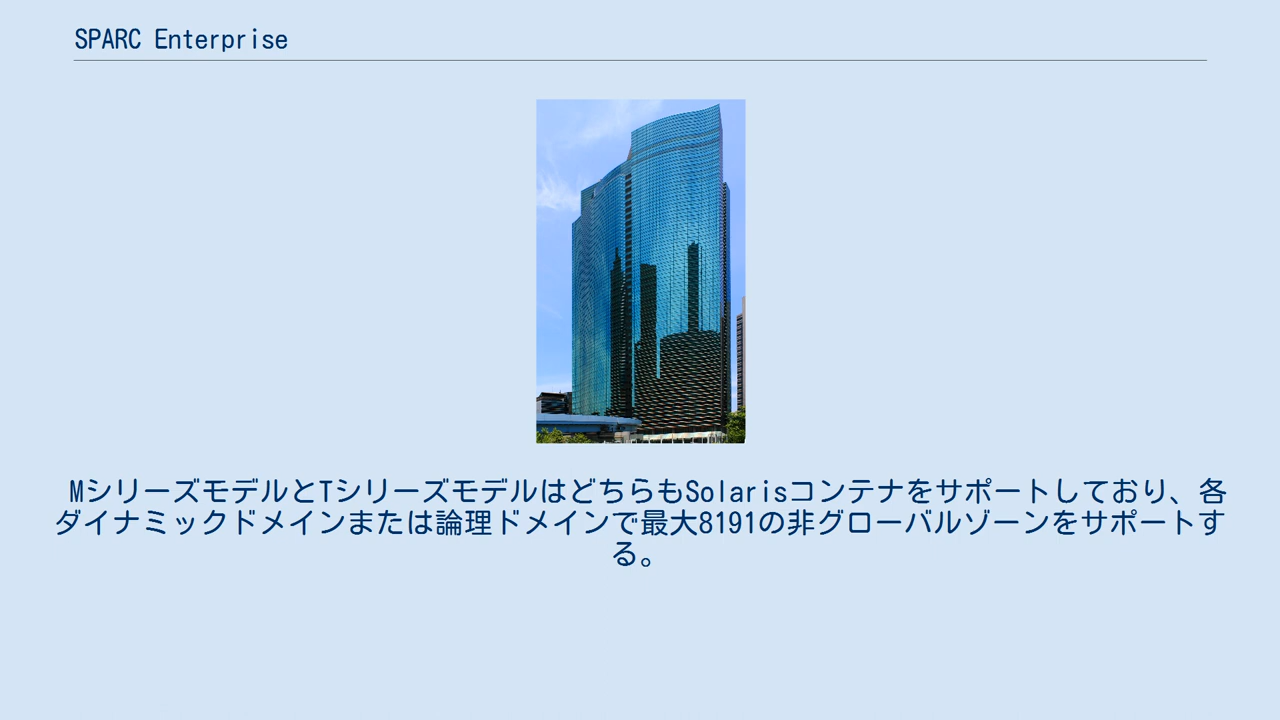 SPARC Enterprise
MシリーズモデルとTシリーズモデルはどちらもSolarisコンテナをサポートしており、各
ダイナミックドメインまたは論理ドメインで最大8191の非グローバルゾーンをサポートす
る。